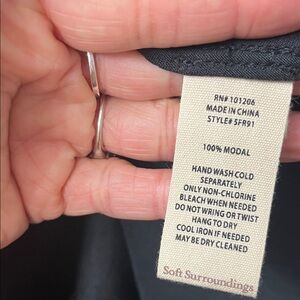 RN# 101206
MADE IN CHINA
STYLE# 5FR91
100% MODAL
HAND WASH COLD
SEPARATELY
ONLY NON-CHLORINE
BLEACH WHEN NEEDED
DO NOT WRING OR TWIST
HANG TO DRY
COOL IRON IF NEEDED
MAY BE DRY CLEANED
Soft Surroundings